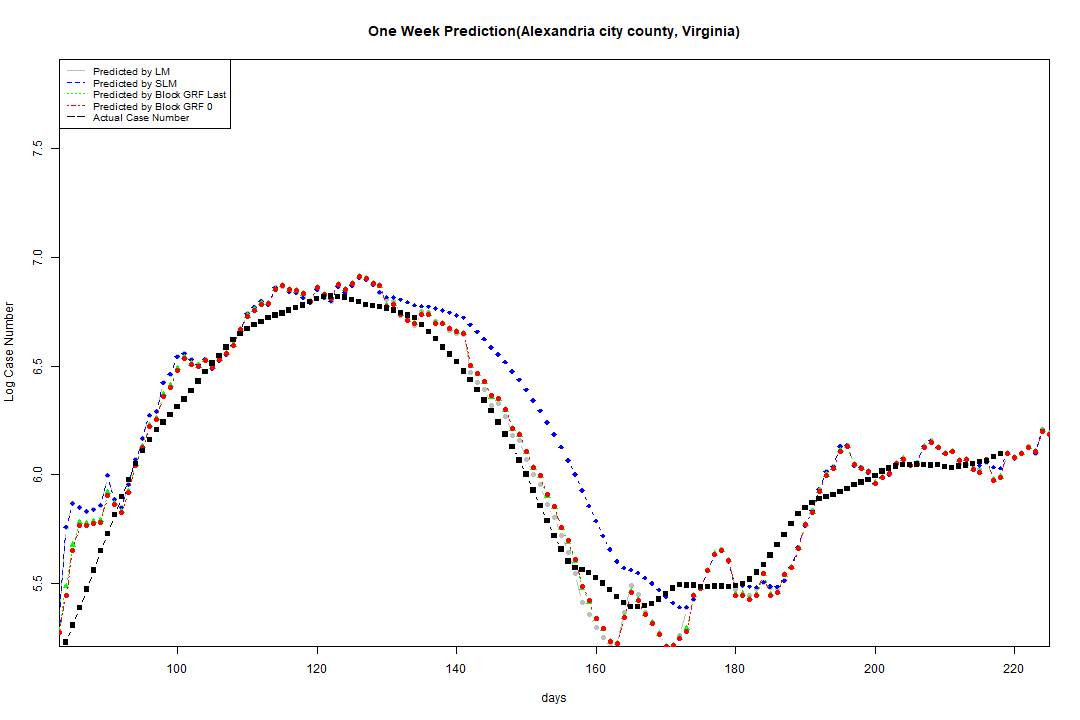 One Week Prediction(Alexandria city county, Virginia)
Predicted by LM
Predicted by SLM
Predicted by Block GRF Last
Predicted by Block GRF 0
Actual Case Number
Log Case Number
7.5
7.0
6.5
6.0
5.5
100 120 140 160 180 200 220
days